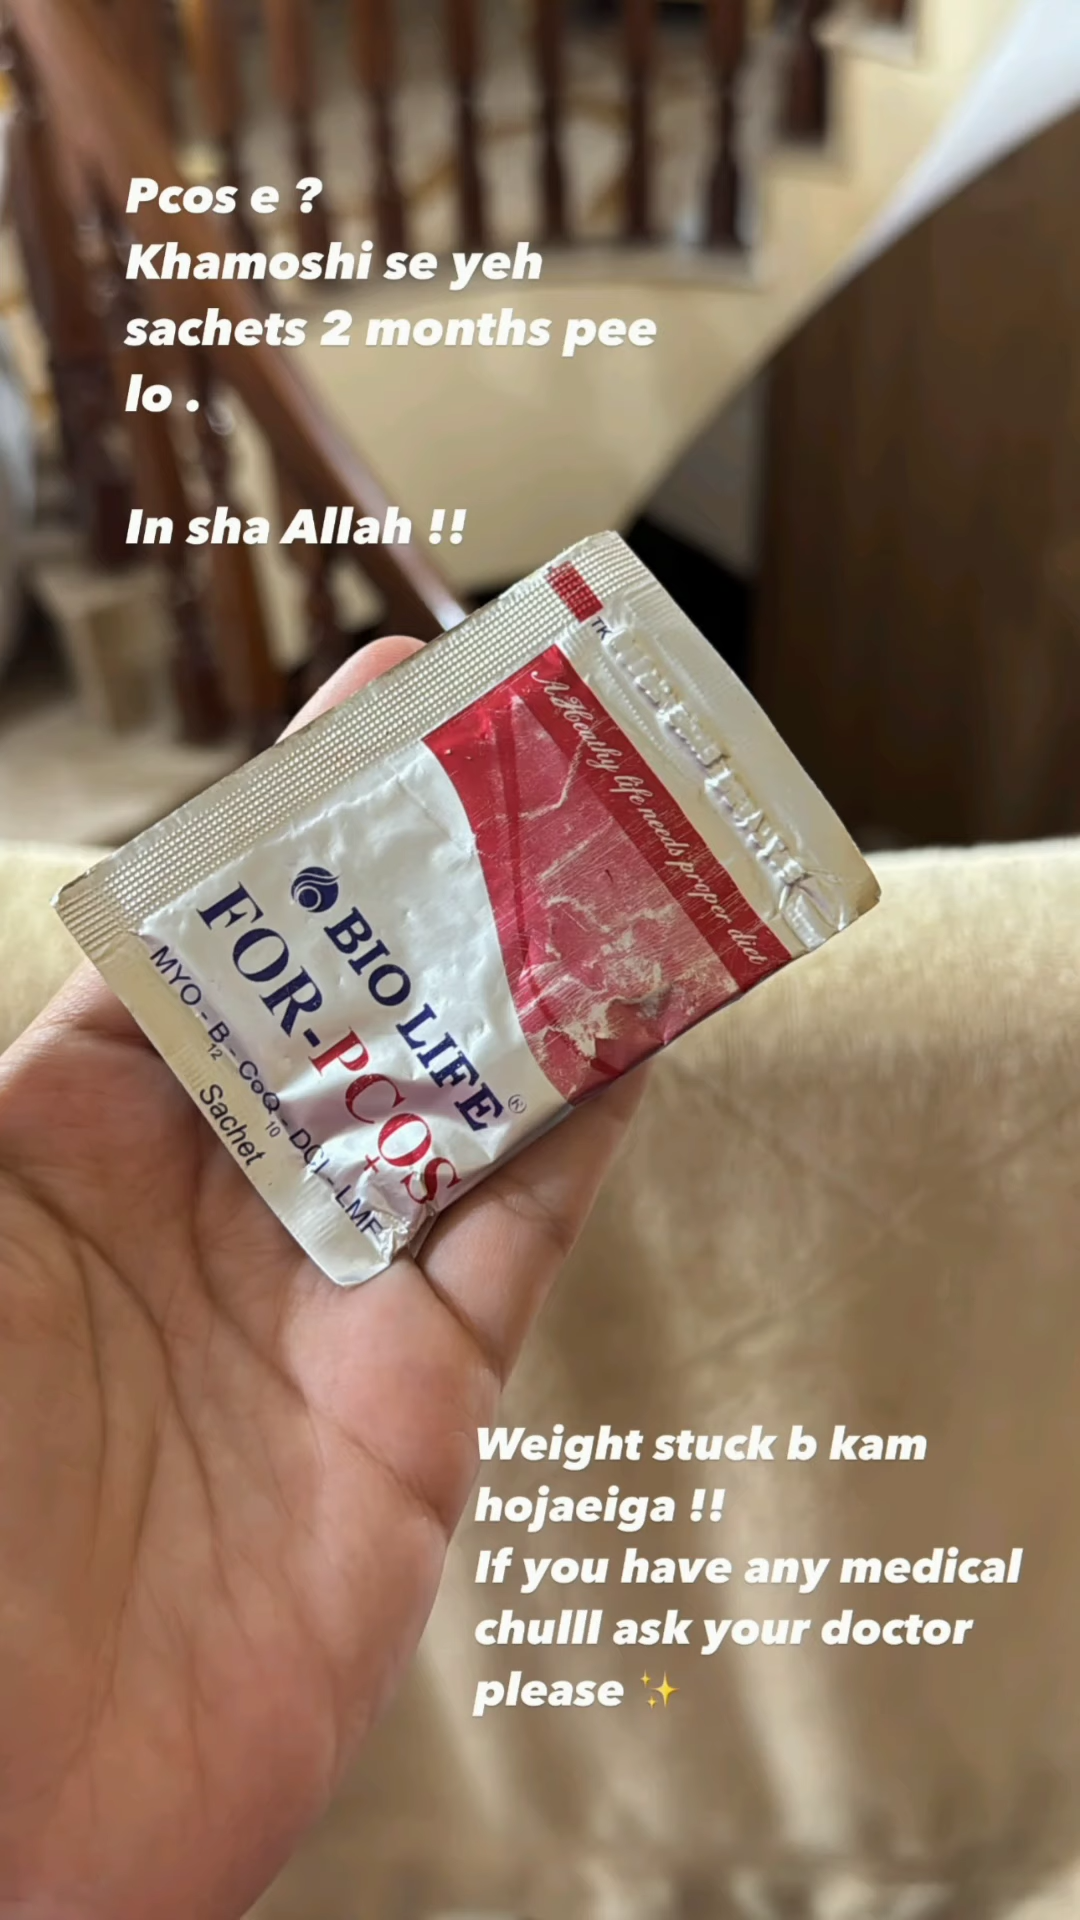 Pcos e ?
Khamoshi se yeh
sachets 2 months pee
lo .
In sha Allah !!
TK
A Heathy life needs proper diet
BIO LIFE®
FOR-PCOS
+
MYO - B12 - CoQ10 - DCI - LMF
Sachet
Weight stuck b kam
hojaeiga !!
If you have any medical
chulll ask your doctor
please ✨